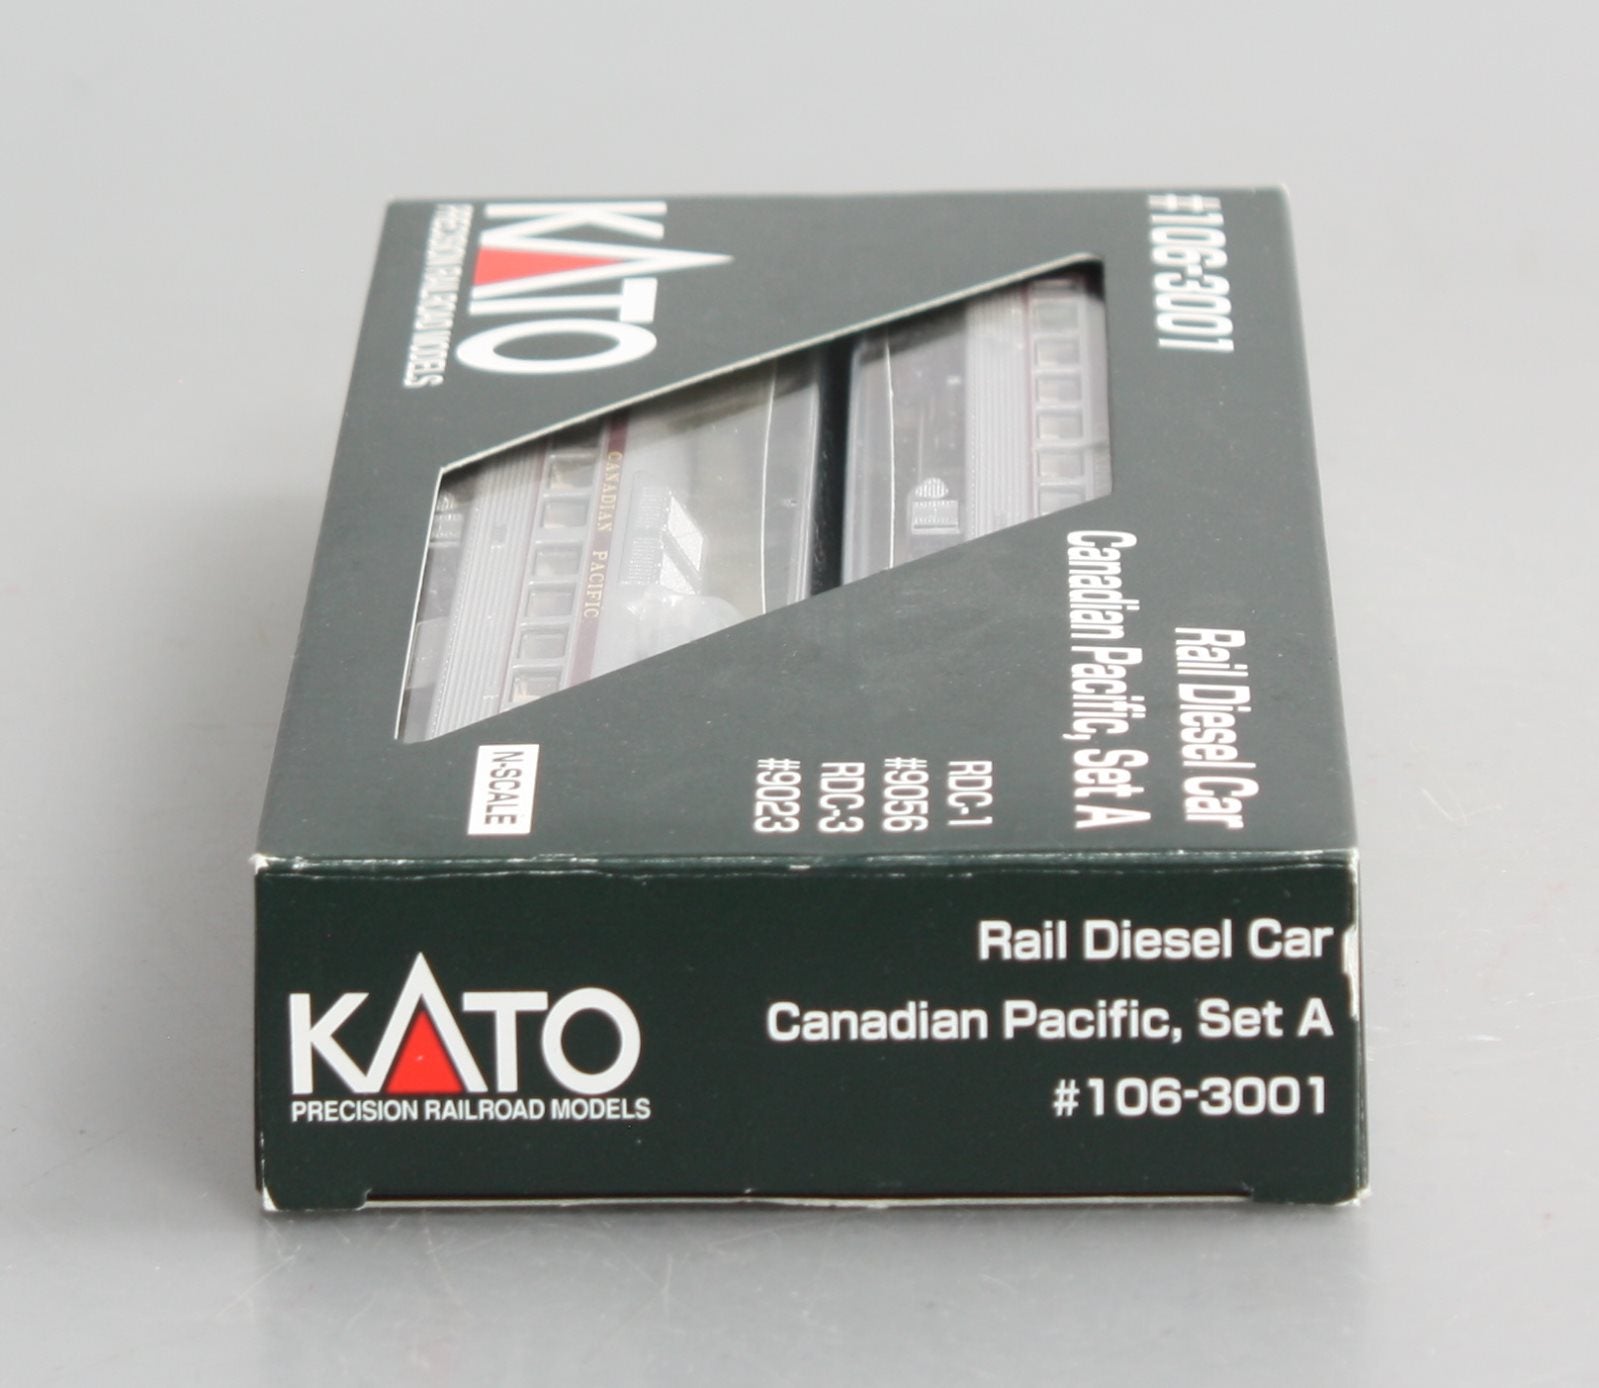 KATO
PRECISION RAILROAD MODELS
#106-3001
CANADIAN PACIFIC
Rail Diesel Car
Canadian Pacific, Set A
RDC-1
#9056
RDC-3
#9023
N-SCALE
KATO
PRECISION RAILROAD MODELS
Rail Diesel Car
Canadian Pacific, Set A
#106-3001